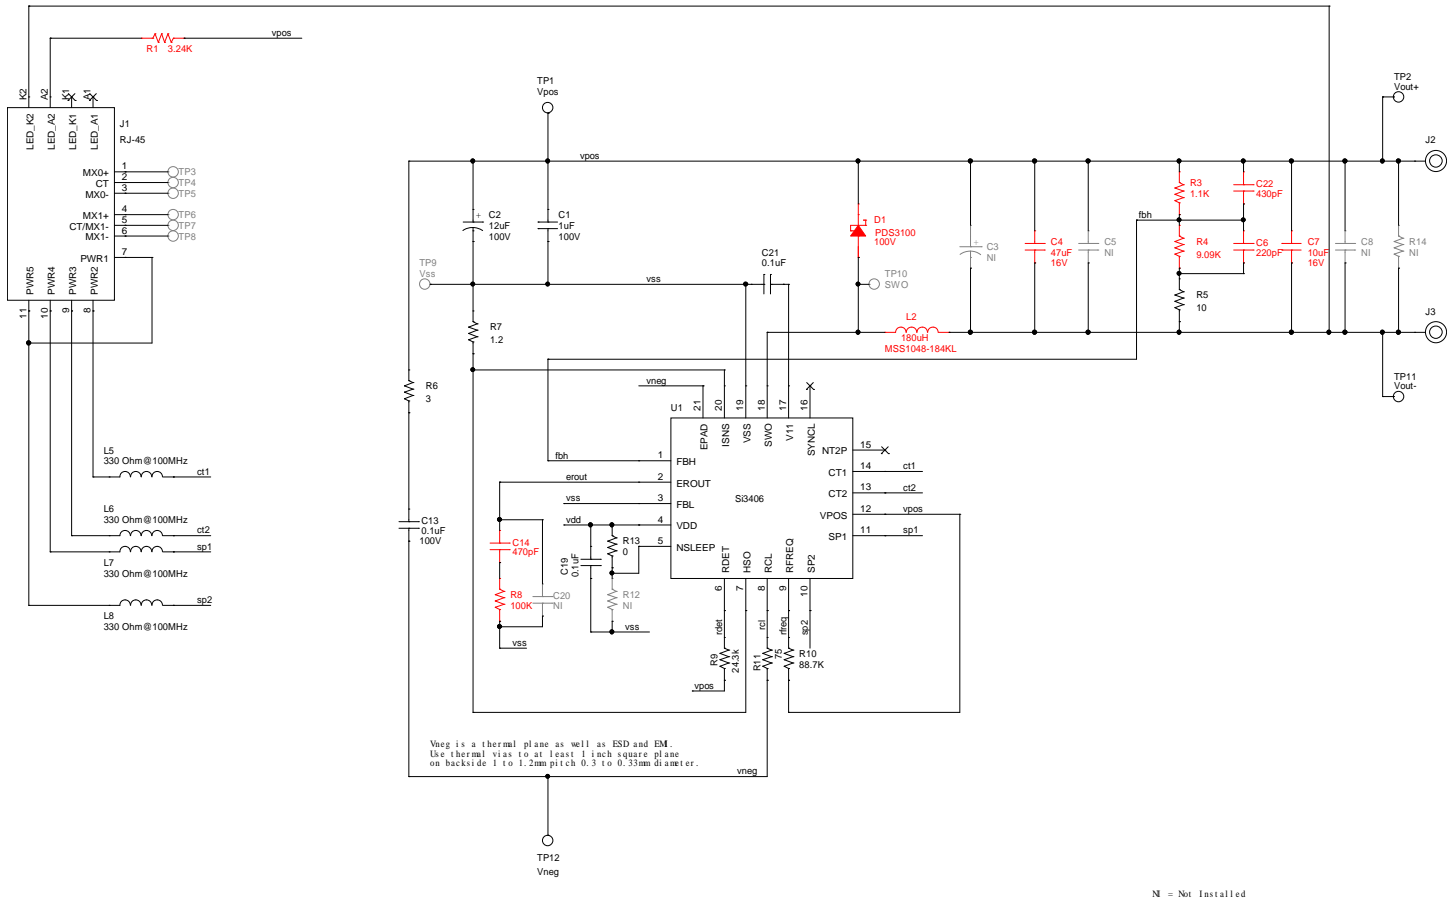 R1 3.24K
vpos
K2
A2
K1
A1
LED_K2
LED_A2
LED_K1
LED_A1
J1
RJ-45
MX0+
CT
MX0-
MX1+
CT/MX1-
MX1-
PWR1
1
2
3
4
5
6
7
TP3
TP4
TP5
TP6
TP7
TP8
PWR5
PWR4
PWR3
PWR2
11
10
9
8
TP1
Vpos
vpos
C2
12uF
100V
+
C1
1uF
100V
TP9
Vss
vss
C21
0.1uF
R7
1.2
R6
3
D1
PDS3100
100V
TP10
SWO
L2
180uH
MSS1048-184KL
C3
NI
+
C4
47uF
16V
C5
NI
fbh
R3
1.1K
C22
430pF
R4
9.09K
C6
220pF
R5
10
C7
10uF
16V
C8
NI
R14
NI
TP2
Vout+
J2
J3
TP11
Vout-
L5
330 Ohm@100MHz
ct1
L6
330 Ohm@100MHz
ct2
sp1
L7
330 Ohm@100MHz
sp2
L8
330 Ohm@100MHz
C13
0.1uF
100V
vneg
U1
21
20
19
18
17
16
EPAD
ISNS
VSS
SWO
V11
SYNCL
fbh
1
FBH
erout
2
EROUT
vss
3
FBL
vdd
4
VDD
5
NSLEEP
Si3406
NT2P
15
CT1
14
ct1
CT2
13
ct2
VPOS
12
vpos
SP1
11
sp1
RDET
HSO
RCL
RFREQ
SP2
6
7
8
9
10
C14
470pF
R8
100K
C20
NI
vss
C19
0.1uF
R13
0
R12
NI
vss
rdet
rcl
rfreq
sp2
R9
24.3k
R11
75
R10
88.7K
vpos
Vneg is a thermal plane as well as ESD and EMI.
Use thermal vias to at least 1 inch square plane
on backside 1 to 1.2mm pitch 0.3 to 0.33mm diameter.
vneg
TP12
Vneg
NI = Not Installed